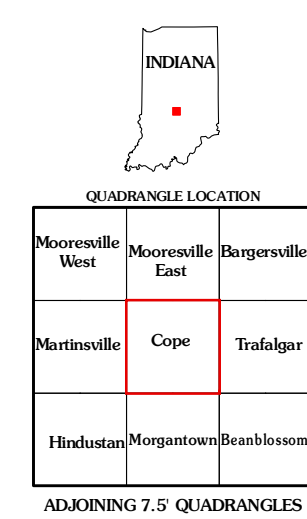 INDIANA
QUADRANGLE LOCATION
Mooresville West
Mooresville East
Bargersville
Martinsville
Cope
Trafalgar
Hindustan
Morgantown
Beanblossom
ADJOINING 7.5' QUADRANGLES